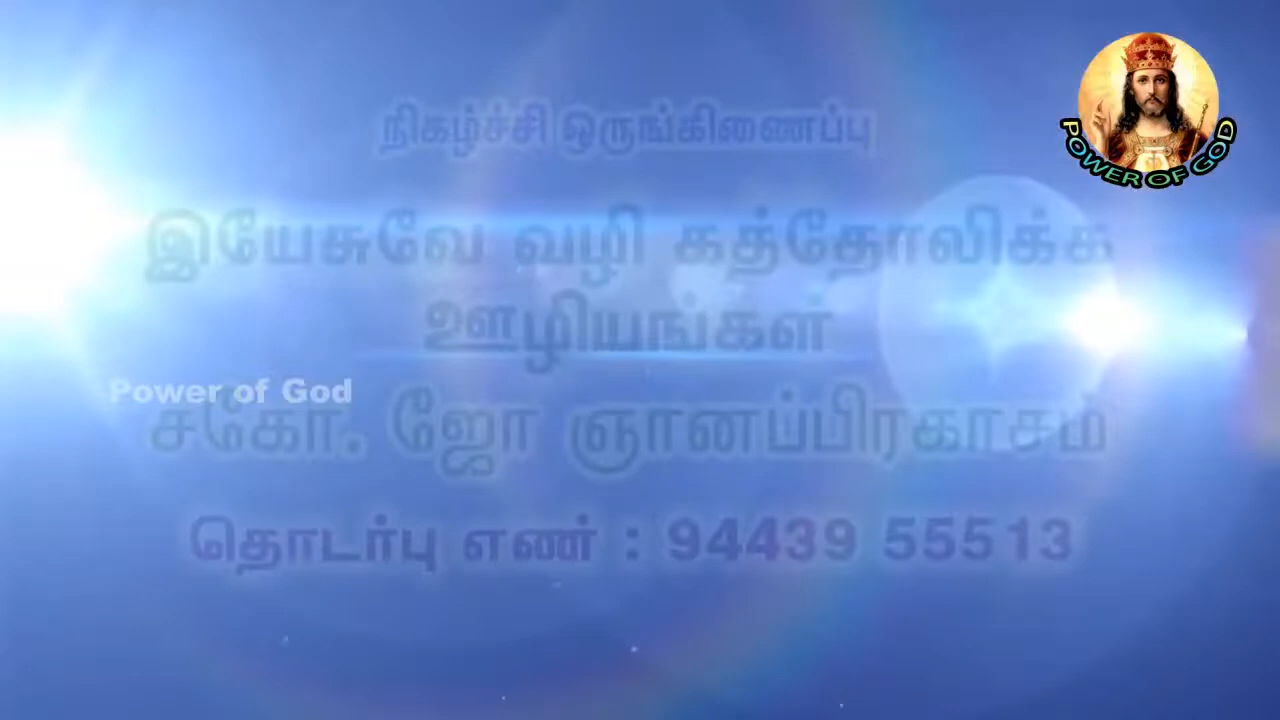 நிகழ்ச்சி ஒருங்கிணைப்பு
POWER OF GOD
இயேசுவே வழி கத்தோலிக்க
ஊழியங்கள்
Power of God
சகோ. ஜோ ஞானப்பிரகாசம்
தொடர்பு எண் : 94439 55513